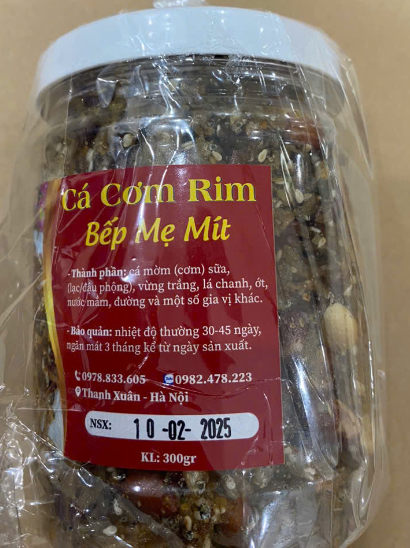 Cá Cơm Rim
Bếp Mẹ Mít
- Thành phần: cá mờm (cơm) sữa,
(lạc/đậu phộng), vừng trắng, lá chanh, ớt,
nước mắm, đường và một số gia vị khác.
- Bảo quản: nhiệt độ thường 30-45 ngày,
ngăn mát 3 tháng kể từ ngày sản xuất.
0978.833.605 0982.478.223
Thanh Xuân - Hà Nội
NSX: 10-02-2025
KL: 300gr